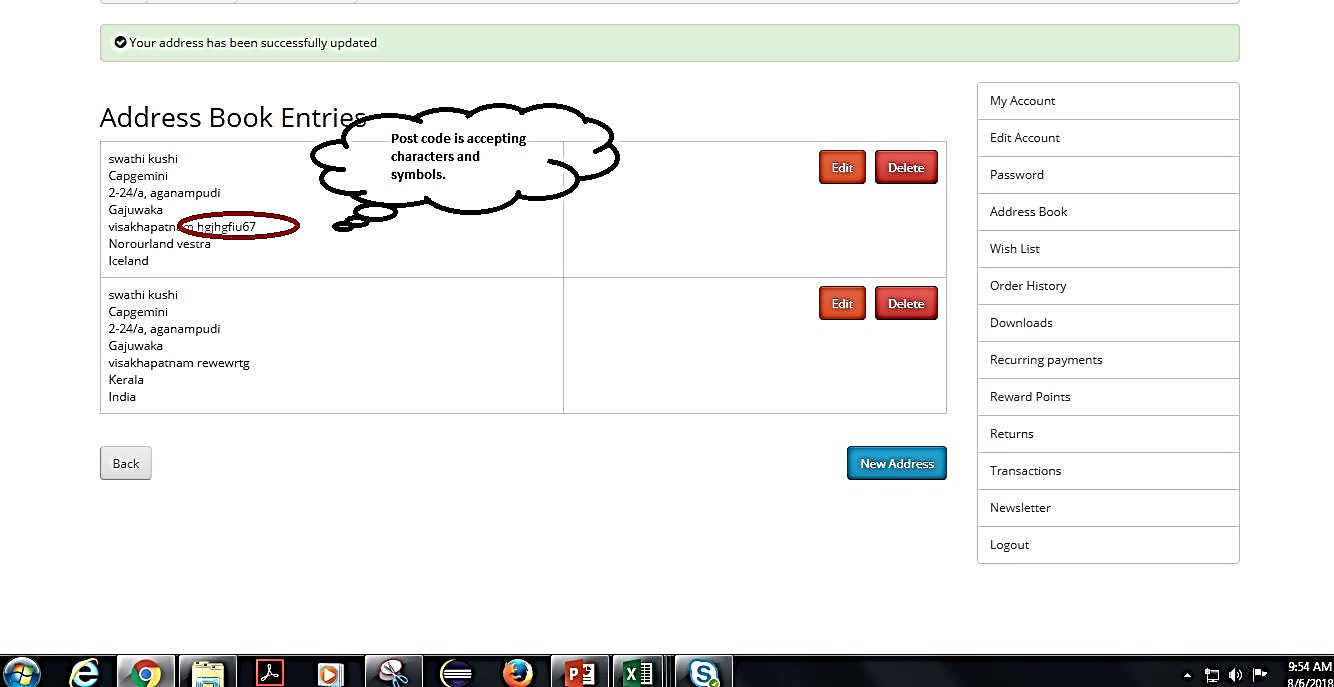 Your address has been successfully updated
Address Book Entries
Post code is accepting
characters and
symbols.
swathi kushi
Capgemini
2-24/a, aganampudi
Gajuwaka
visakhapatnam hgjhgfiu67
Norourland vestra
Iceland
Edit
Delete
swathi kushi
Capgemini
2-24/a, aganampudi
Gajuwaka
visakhapatnam rewewrtg
Kerala
India
Edit
Delete
Back
New Address
My Account
Edit Account
Password
Address Book
Wish List
Order History
Downloads
Recurring payments
Reward Points
Returns
Transactions
Newsletter
Logout
9:54 AM
8/6/2018